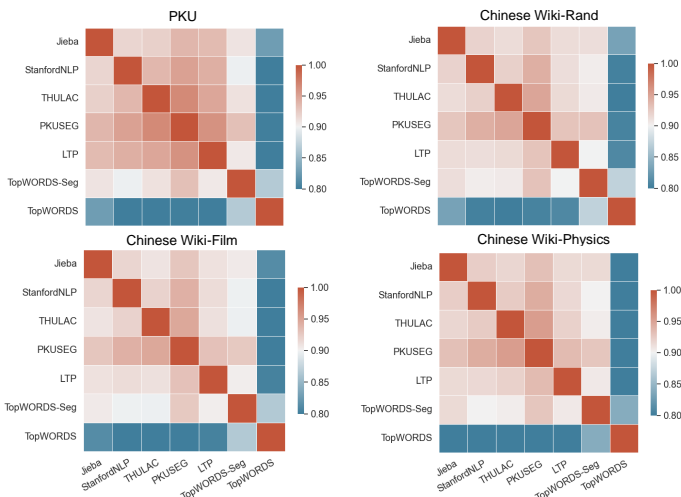 PKU
Jieba
StanfordNLP
THULAC
PKUSEG
LTP
TopWORDS-Seg
TopWORDS
1.00
0.95
0.90
0.85
0.80
Chinese Wiki-Rand
Jieba
StanfordNLP
THULAC
PKUSEG
LTP
TopWORDS-Seg
TopWORDS
1.00
0.95
0.90
0.85
0.80
Chinese Wiki-Film
Jieba
StanfordNLP
THULAC
PKUSEG
LTP
TopWORDS-Seg
TopWORDS
1.00
0.95
0.90
0.85
0.80
Jieba
StanfordNLP
THULAC
PKUSEG
LTP
TopWORDS-Seg
TopWORDS
Chinese Wiki-Physics
Jieba
StanfordNLP
THULAC
PKUSEG
LTP
TopWORDS-Seg
TopWORDS
1.00
0.95
0.90
0.85
0.80
Jieba
StanfordNLP
THULAC
PKUSEG
LTP
TopWORDS-Seg
TopWORDS